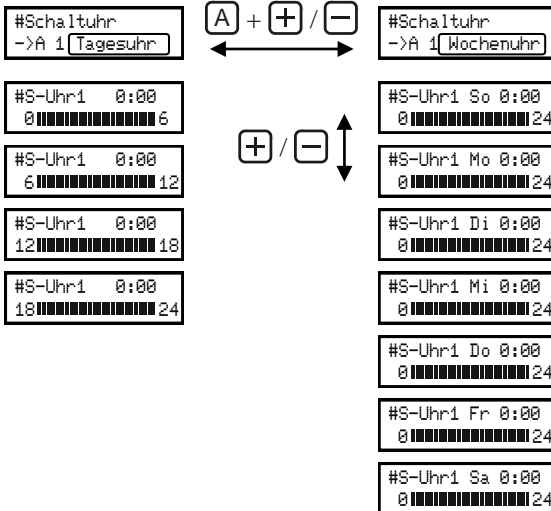 #Schaltuhr
->A 1 Tagesuhr
A + + / −
#Schaltuhr
->A 1 Wochenuhr
#S-Uhr1 0:00
0 6
#S-Uhr1 0:00
6 12
#S-Uhr1 0:00
12 18
#S-Uhr1 0:00
18 24
+ / −
#S-Uhr1 So 0:00
0 24
#S-Uhr1 Mo 0:00
0 24
#S-Uhr1 Di 0:00
0 24
#S-Uhr1 Mi 0:00
0 24
#S-Uhr1 Do 0:00
0 24
#S-Uhr1 Fr 0:00
0 24
#S-Uhr1 Sa 0:00
0 24